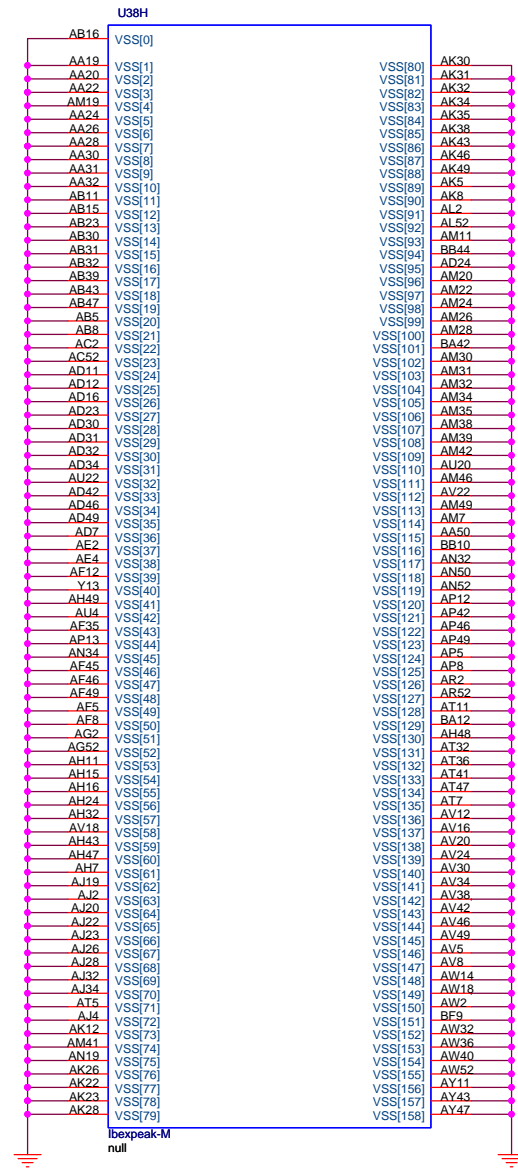 U38H
AB16 VSS[0]
AA19 VSS[1] VSS[80] AK30
AA20 VSS[2] VSS[81] AK31
AA22 VSS[3] VSS[82] AK32
AM19 VSS[4] VSS[83] AK34
AA24 VSS[5] VSS[84] AK35
AA26 VSS[6] VSS[85] AK38
AA28 VSS[7] VSS[86] AK43
AA30 VSS[8] VSS[87] AK46
AA31 VSS[9] VSS[88] AK49
AA32 VSS[10] VSS[89] AK5
AB11 VSS[11] VSS[90] AK8
AB15 VSS[12] VSS[91] AL2
AB23 VSS[13] VSS[92] AL52
AB30 VSS[14] VSS[93] AM11
AB31 VSS[15] VSS[94] BB44
AB32 VSS[16] VSS[95] AD24
AB39 VSS[17] VSS[96] AM20
AB43 VSS[18] VSS[97] AM22
AB47 VSS[19] VSS[98] AM24
AB5 VSS[20] VSS[99] AM26
AB8 VSS[21] VSS[100] AM28
AC2 VSS[22] VSS[101] BA42
AC52 VSS[23] VSS[102] AM30
AD11 VSS[24] VSS[103] AM31
AD12 VSS[25] VSS[104] AM32
AD16 VSS[26] VSS[105] AM34
AD23 VSS[27] VSS[106] AM35
AD30 VSS[28] VSS[107] AM38
AD31 VSS[29] VSS[108] AM39
AD32 VSS[30] VSS[109] AM42
AD34 VSS[31] VSS[110] AU20
AU22 VSS[32] VSS[111] AM46
AD42 VSS[33] VSS[112] AV22
AD46 VSS[34] VSS[113] AM49
AD49 VSS[35] VSS[114] AM7
AD7 VSS[36] VSS[115] AA50
AE2 VSS[37] VSS[116] BB10
AE4 VSS[38] VSS[117] AN32
AF12 VSS[39] VSS[118] AN50
Y13 VSS[40] VSS[119] AN52
AH49 VSS[41] VSS[120] AP12
AU4 VSS[42] VSS[121] AP42
AF35 VSS[43] VSS[122] AP46
AP13 VSS[44] VSS[123] AP49
AN34 VSS[45] VSS[124] AP5
AF45 VSS[46] VSS[125] AP8
AF46 VSS[47] VSS[126] AR2
AF49 VSS[48] VSS[127] AR52
AF5 VSS[49] VSS[128] AT11
AF8 VSS[50] VSS[129] BA12
AG2 VSS[51] VSS[130] AH48
AG52 VSS[52] VSS[131] AT32
AH11 VSS[53] VSS[132] AT36
AH15 VSS[54] VSS[133] AT41
AH16 VSS[55] VSS[134] AT47
AH24 VSS[56] VSS[135] AT7
AH32 VSS[57] VSS[136] AV12
AV18 VSS[58] VSS[137] AV16
AH43 VSS[59] VSS[138] AV20
AH47 VSS[60] VSS[139] AV24
AH7 VSS[61] VSS[140] AV30
AJ19 VSS[62] VSS[141] AV34
AJ2 VSS[63] VSS[142] AV38
AJ20 VSS[64] VSS[143] AV42
AJ22 VSS[65] VSS[144] AV46
AJ23 VSS[66] VSS[145] AV49
AJ26 VSS[67] VSS[146] AV5
AJ28 VSS[68] VSS[147] AV8
AJ32 VSS[69] VSS[148] AW14
AJ34 VSS[70] VSS[149] AW18
AT5 VSS[71] VSS[150] AW2
AJ4 VSS[72] VSS[151] BF9
AK12 VSS[73] VSS[152] AW32
AM41 VSS[74] VSS[153] AW36
AN19 VSS[75] VSS[154] AW40
AK26 VSS[76] VSS[155] AW52
AK22 VSS[77] VSS[156] AY11
AK23 VSS[78] VSS[157] AY43
AK28 VSS[79] VSS[158] AY47
Ibexpeak-M
null